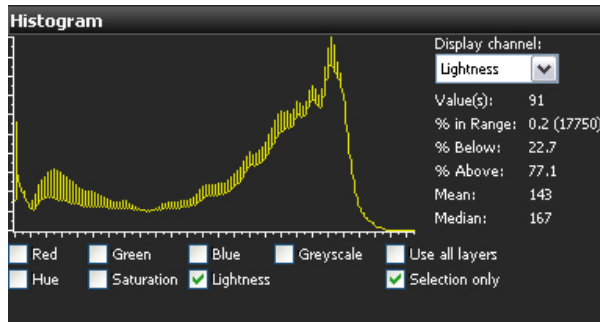 Histogram
Display channel:
Lightness
Value(s): 91
% in Range: 0.2 (17750)
% Below: 22.7
% Above: 77.1
Mean: 143
Median: 167
Red Green Blue Greyscale Use all layers
Hue Saturation Lightness Selection only